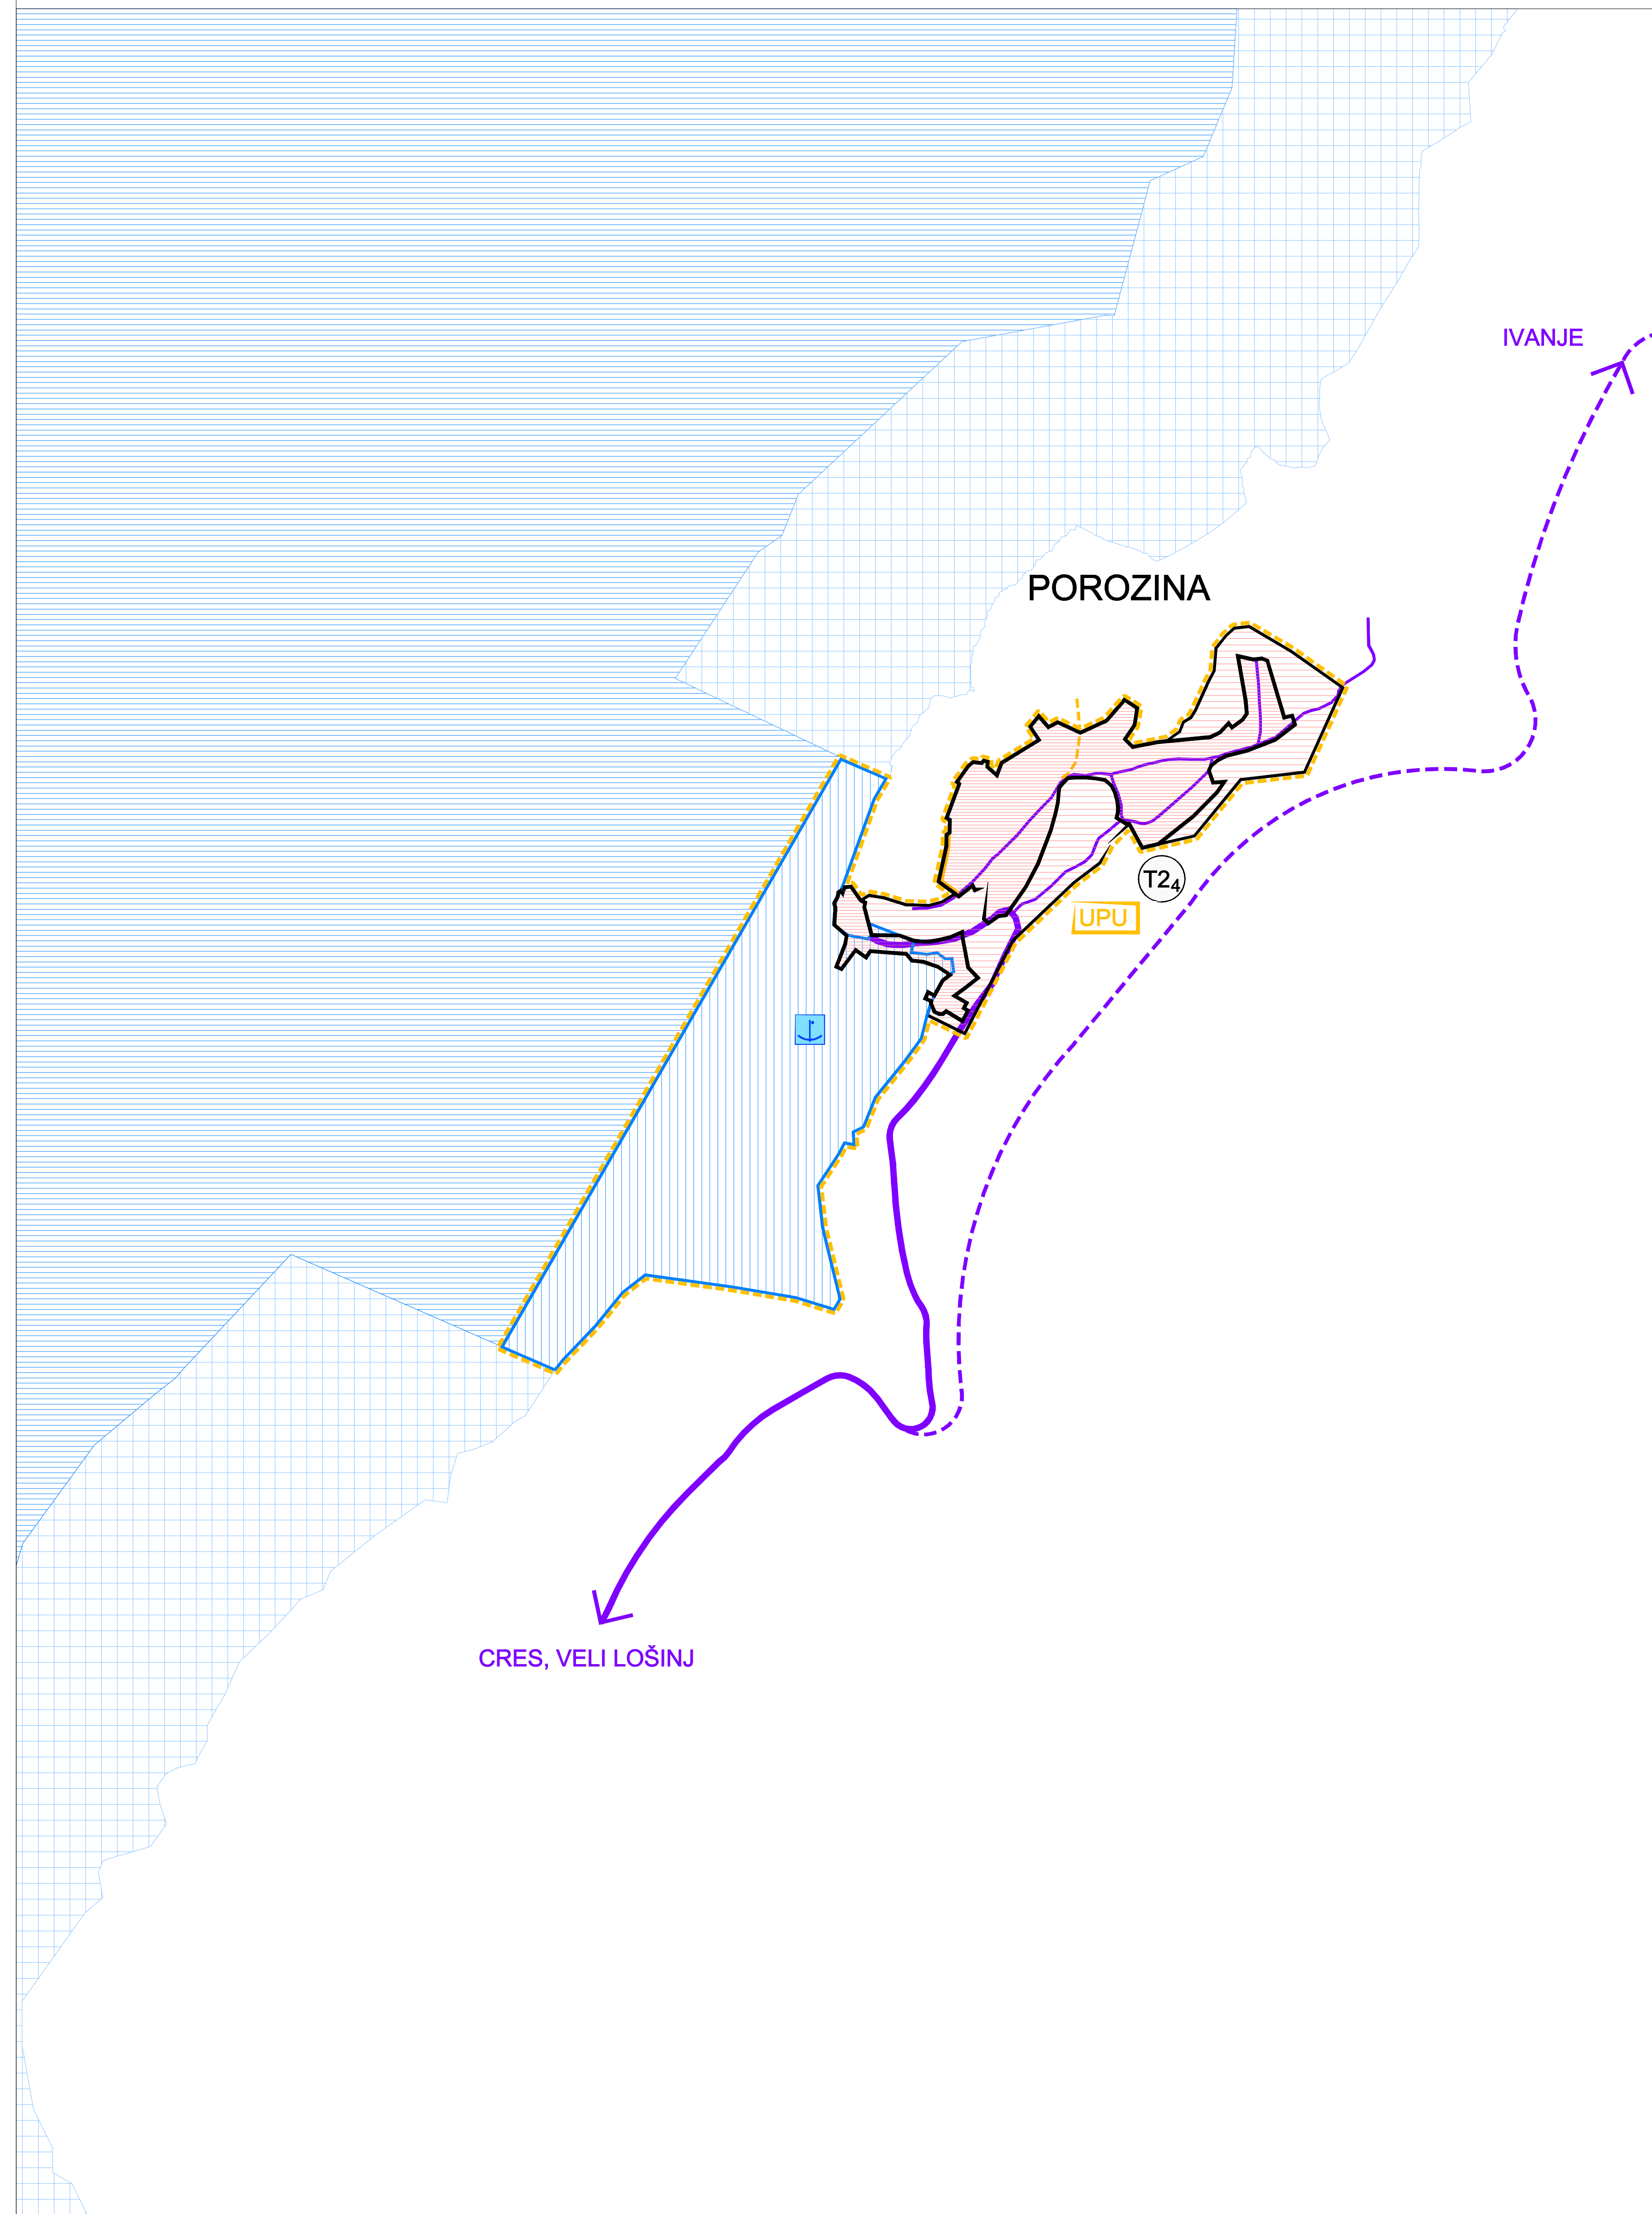 IVANJE
POROZINA
T2₄
UPU
CRES, VELI LOŠINJ